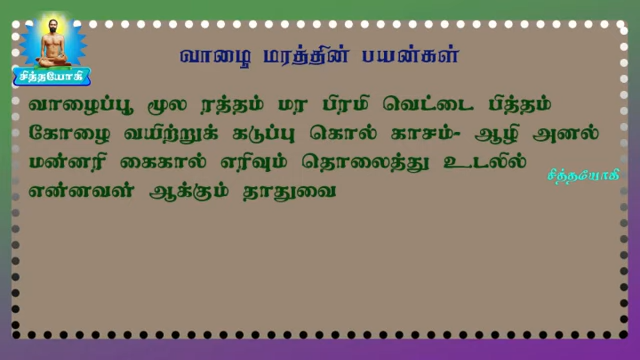 வாழை மரத்தின் பயன்கள்
சித்தயோகி
வாழைப்பூ மூல ரத்தம் மர பிரமி வெட்டை பித்தம்
கோழை வயிற்றுக் கடுப்பு கொல் காசம்- ஆழி அனல்
மன்னரி கைகால் எரிவும் தொலைத்து உடலில்
சித்தயோகி
என்னவள் ஆக்கும் தாதுவை